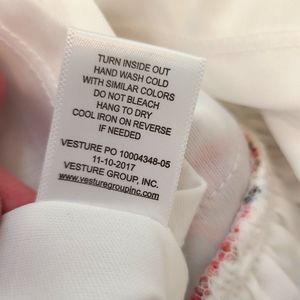 TURN INSIDE OUT
HAND WASH COLD
WITH SIMILAR COLORS
DO NOT BLEACH
HANG TO DRY
COOL IRON ON REVERSE
IF NEEDED
VESTURE PO 10004348-05
11-10-2017
VESTURE GROUP, INC.
www.vesturegroupinc.com